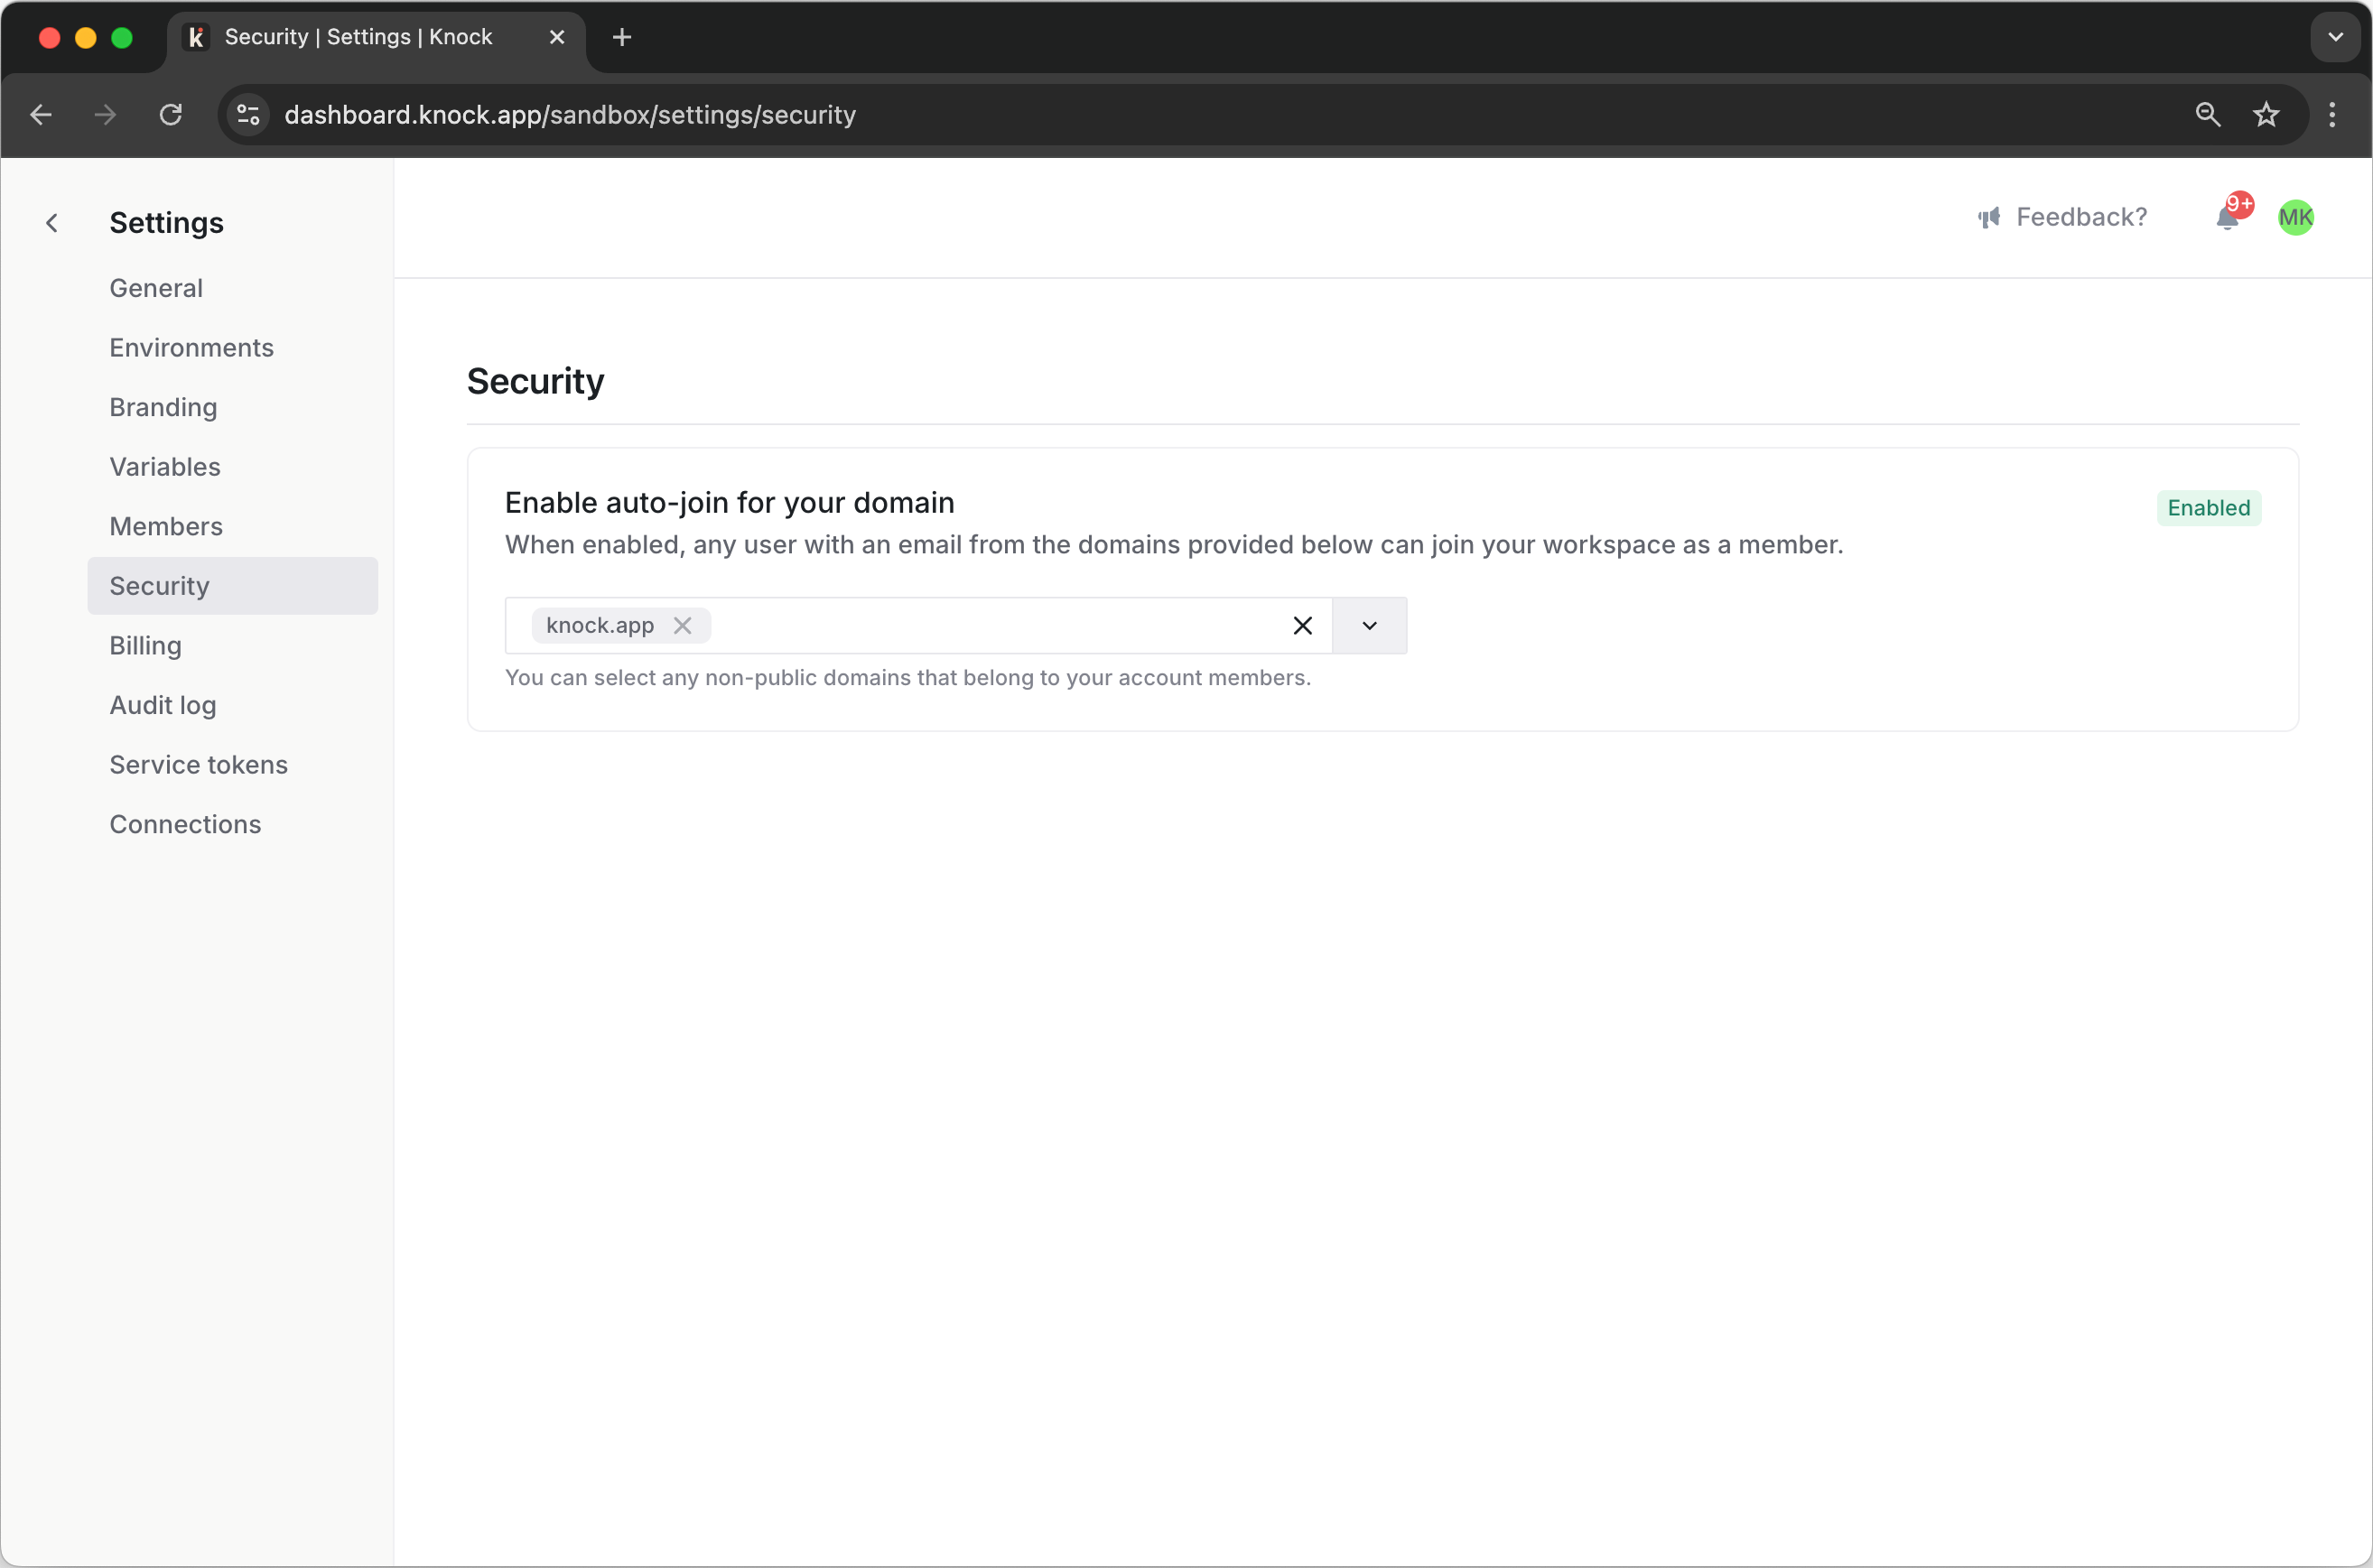 Security | Settings | Knock
dashboard.knock.app/sandbox/settings/security
Settings
General
Environments
Branding
Variables
Members
Security
Billing
Audit log
Service tokens
Connections
Feedback?
9+
MK
Security
Enable auto-join for your domain
Enabled
When enabled, any user with an email from the domains provided below can join your workspace as a member.
knock.app
You can select any non-public domains that belong to your account members.